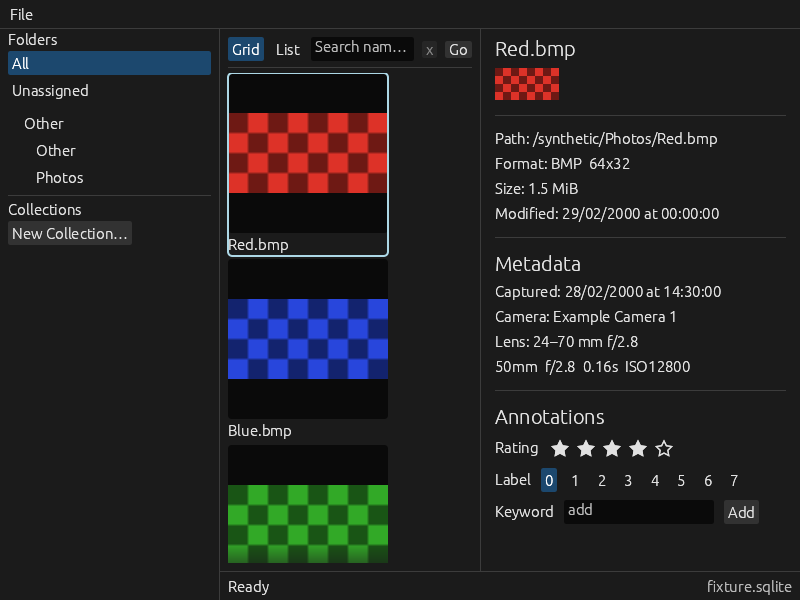 File
Folders
All
Unassigned
Other
Other
Photos
Collections
New Collection…
Grid List Search nam… x Go
Red.bmp
Blue.bmp
Red.bmp
Path: /synthetic/Photos/Red.bmp
Format: BMP 64x32
Size: 1.5 MiB
Modified: 29/02/2000 at 00:00:00
Metadata
Captured: 28/02/2000 at 14:30:00
Camera: Example Camera 1
Lens: 24–70 mm f/2.8
50mm f/2.8 0.16s ISO12800
Annotations
Rating
Label 0 1 2 3 4 5 6 7
Keyword add Add
Ready fixture.sqlite